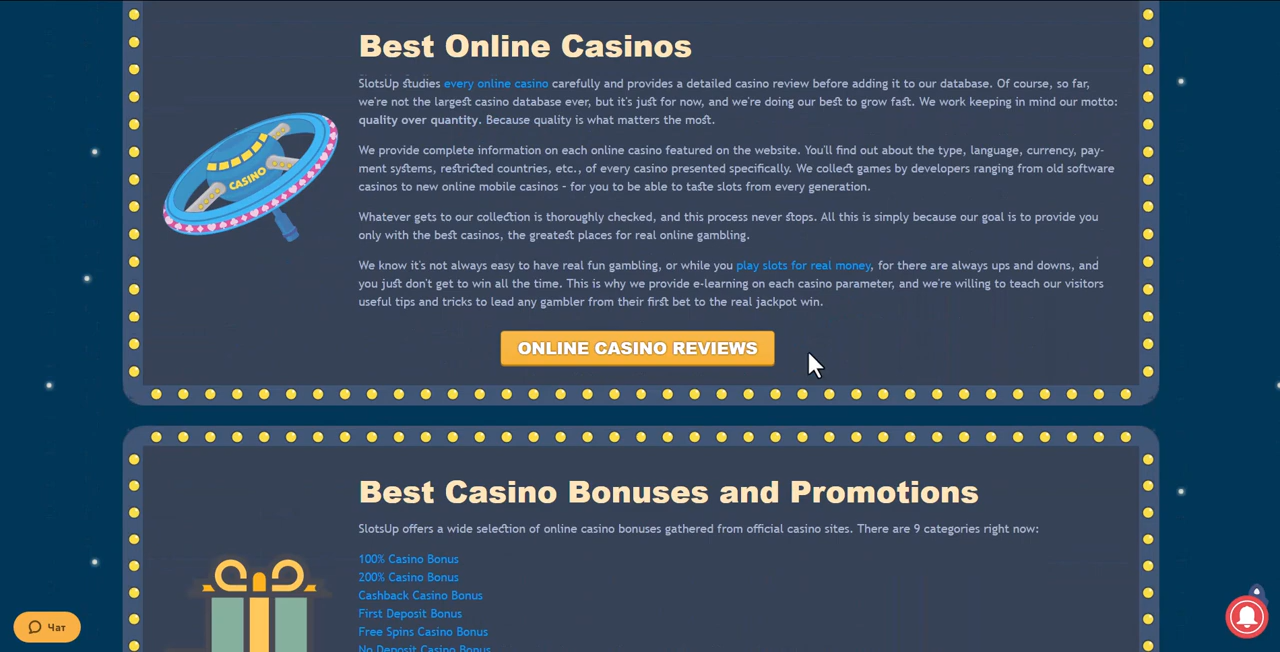 Best Online Casinos
SlotsUp studies every online casino carefully and provides a detailed casino review before adding it to our database. Of course, so far,
we're not the largest casino database ever, but it's just for now, and we're doing our best to grow fast. We work keeping in mind our motto:
quality over quantity. Because quality is what matters the most.
We provide complete information on each online casino featured on the website. You'll find out about the type, language, currency, pay-
ment systems, restricted countries, etc., of every casino presented specifically. We collect games by developers ranging from old software
casinos to new online mobile casinos - for you to be able to taste slots from every generation.
CASINO
Whatever gets to our collection is thoroughly checked, and this process never stops. All this is simply because our goal is to provide you
only with the best casinos, the greatest places for real online gambling.
We know it's not always easy to have real fun gambling, or while you play slots for real money, for there are always ups and downs, and
you just don't get to win all the time. This is why we provide e-learning on each casino parameter, and we're willing to teach our visitors
useful tips and tricks to lead any gambler from their first bet to the real jackpot win.
ONLINE CASINO REVIEWS
Best Casino Bonuses and Promotions
SlotsUp offers a wide selection of online casino bonuses gathered from official casino sites. There are 9 categories right now:
100% Casino Bonus
200% Casino Bonus
Cashback Casino Bonus
First Deposit Bonus
Free Spins Casino Bonus
No Deposit Casino Bonus
Чат